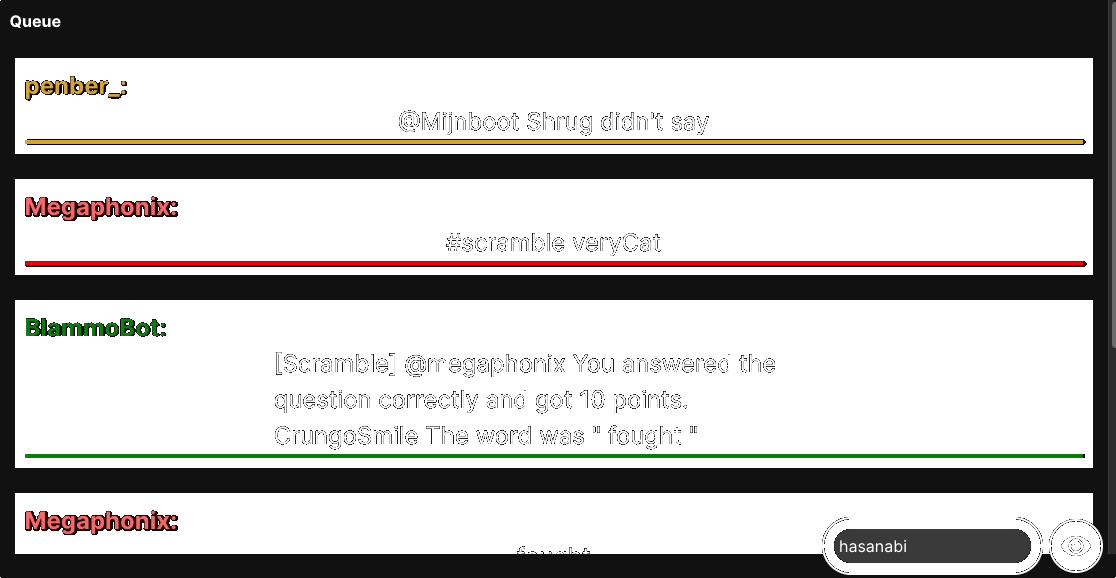 Queue
penber_:
@Mijnboot Shrug didn't say
Megaphonix:
#scramble veryCat
BlammoBot:
[Scramble] @megaphonix You answered the
question correctly and got 10 points.
CrungoSmile The word was " fought "
Megaphonix:
fought
hasanabi